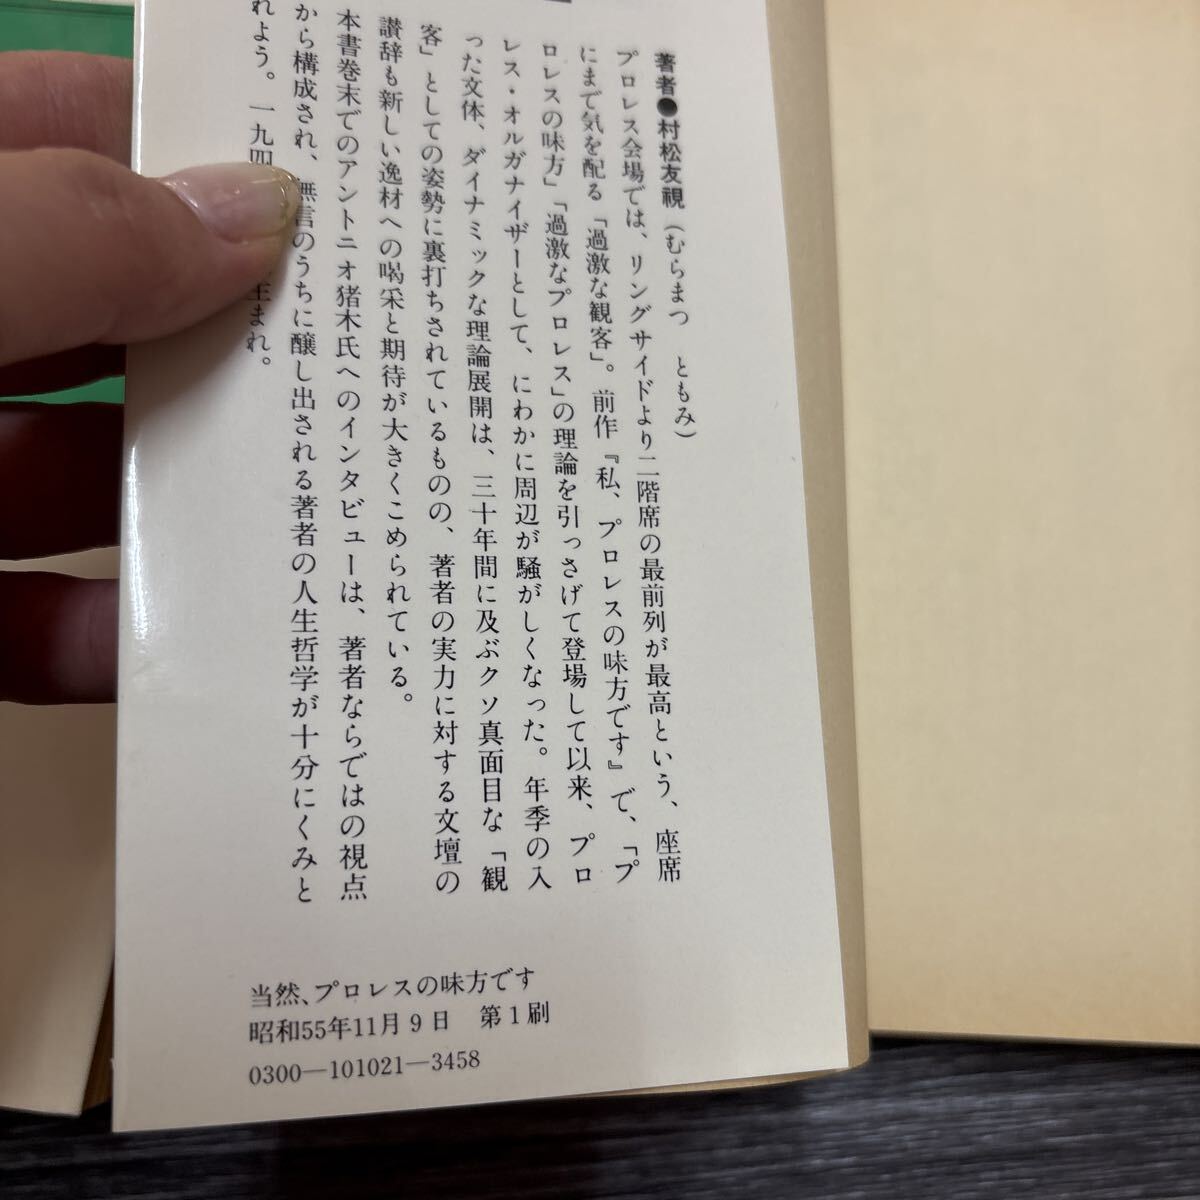 著者●村松友視（むらまつ　ともみ）
プロレス会場では、リングサイドより二階席の最前列が最高という、座席
にまで気を配る「過激な観客」。前作『私、プロレスの味方です』で、「プ
ロレスの味方」「過激なプロレス」の理論を引っさげて登場して以来、プロ
レス・オルガナイザーとして、にわかに周辺が騒がしくなった。年季の入
った文体、ダイナミックな理論展開は、三十年間に及ぶクソ真面目な「観
客」としての姿勢に裏打ちされているものの、著者の実力に対する文壇の
讃辞も新しい逸材への喝采と期待が大きくこめられている。
本書巻末でのアントニオ猪木氏へのインタビューは、著者ならではの視点
から構成され、無言のうちに醸し出される著者の人生哲学が十分にくみと
れよう。一九四生まれ。
当然、プロレスの味方です
昭和55年11月9日　第1刷
0300—101021—3458